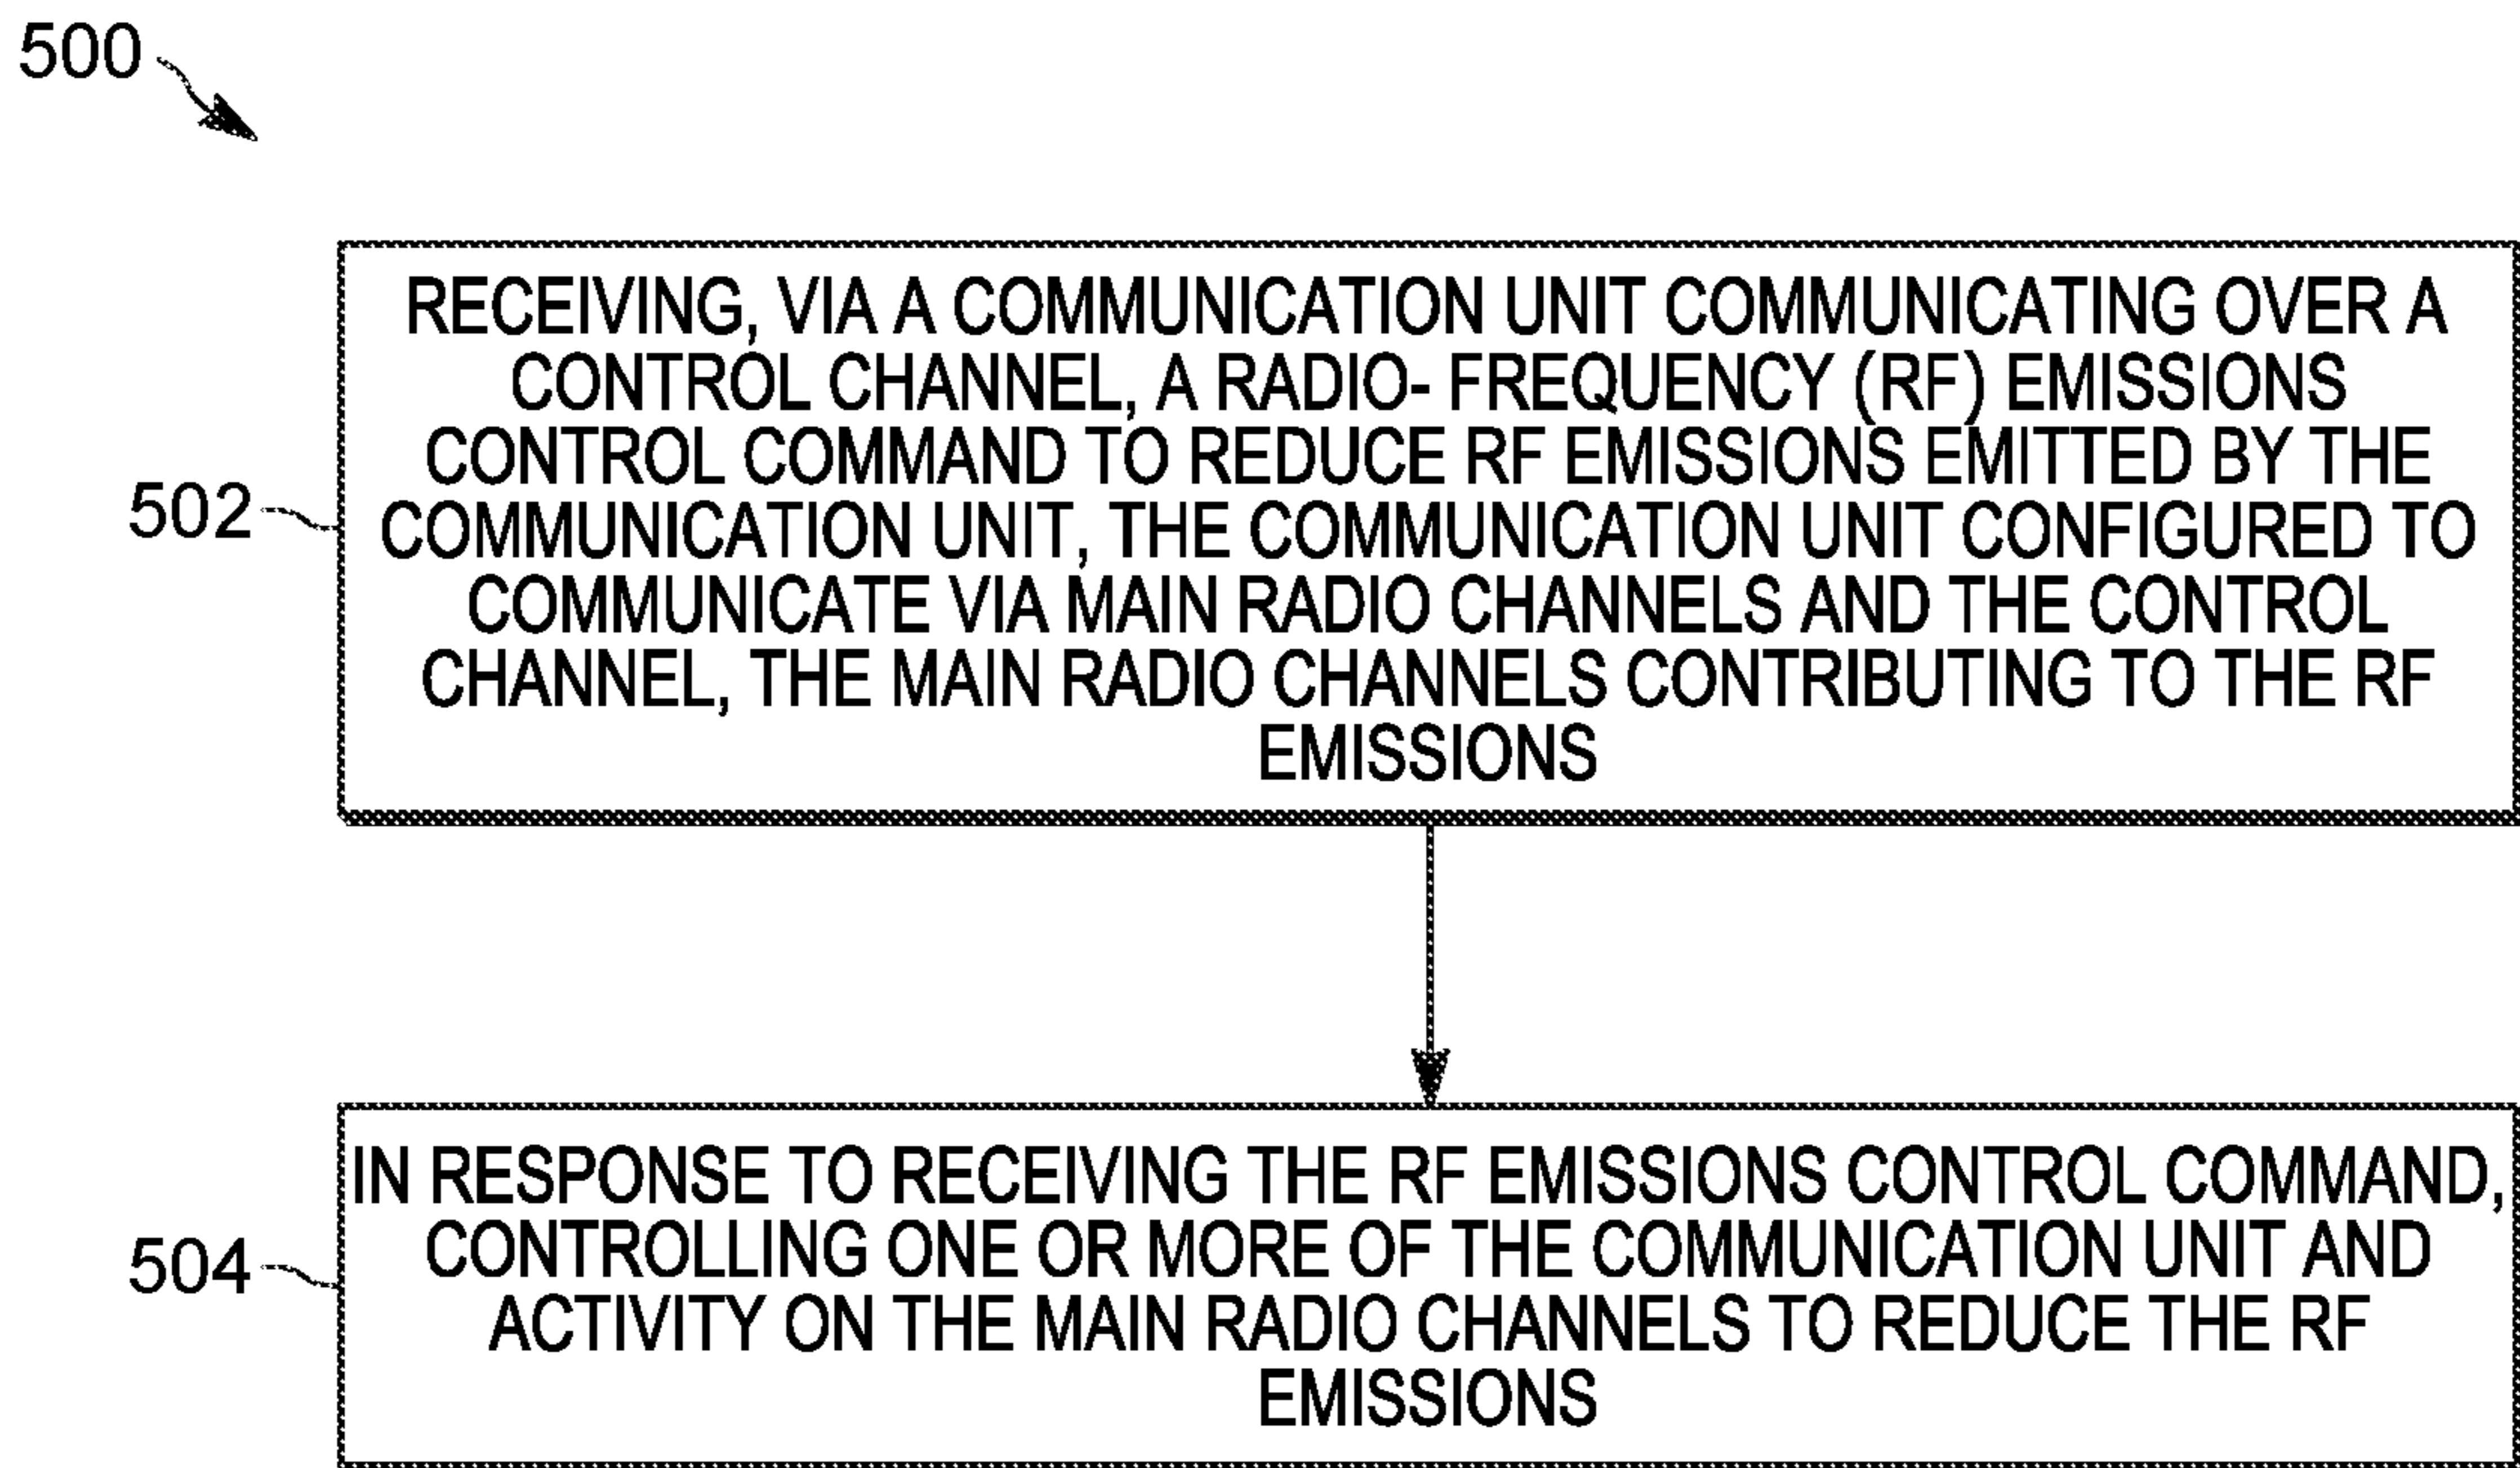 500
RECEIVING, VIA A COMMUNICATION UNIT COMMUNICATING OVER A
CONTROL CHANNEL, A RADIO- FREQUENCY (RF) EMISSIONS
CONTROL COMMAND TO REDUCE RF EMISSIONS EMITTED BY THE
502
COMMUNICATION UNIT, THE COMMUNICATION UNIT CONFIGURED TO
COMMUNICATE VIA MAIN RADIO CHANNELS AND THE CONTROL
CHANNEL, THE MAIN RADIO CHANNELS CONTRIBUTING TO THE RF
EMISSIONS
IN RESPONSE TO RECEIVING THE RF EMISSIONS CONTROL COMMAND,
CONTROLLING ONE OR MORE OF THE COMMUNICATION UNIT AND
504
ACTIVITY ON THE MAIN RADIO CHANNELS TO REDUCE THE RF
EMISSIONS